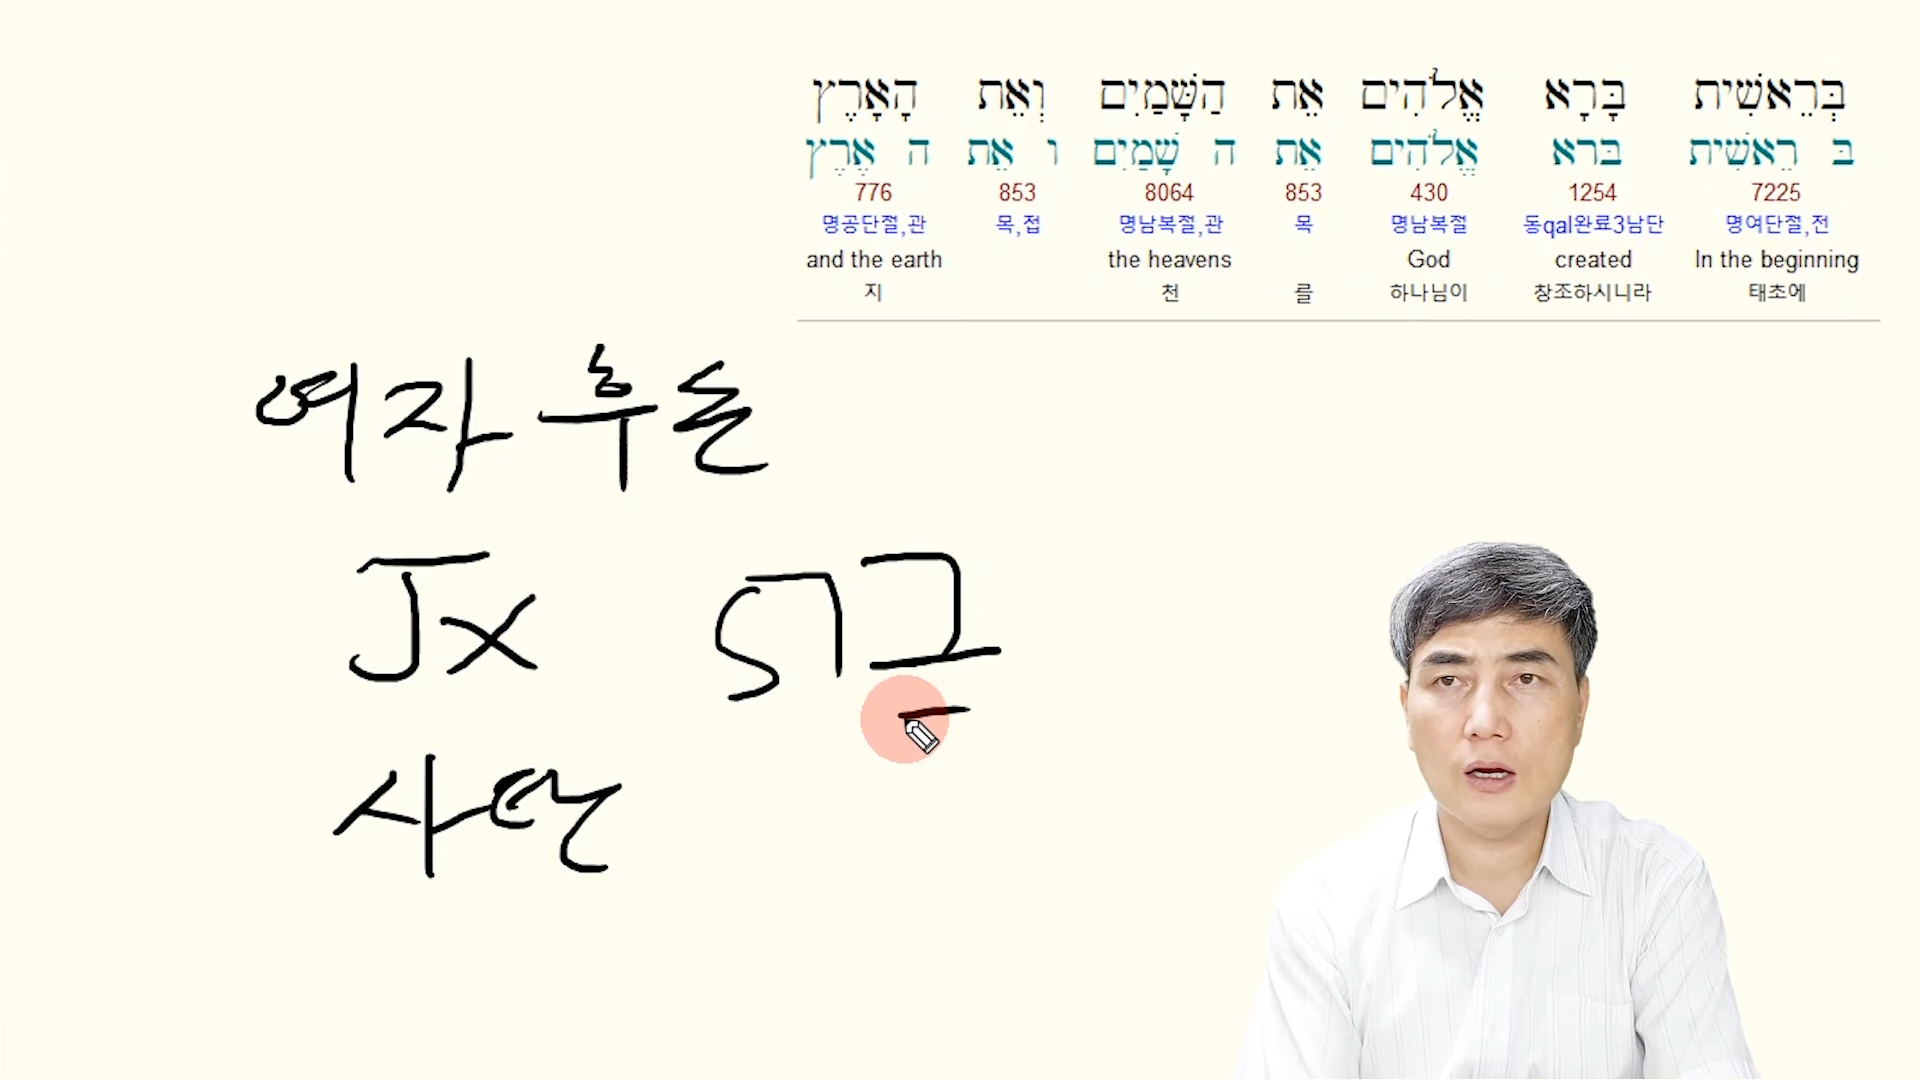 בְּרֵאשִׁית בָּרָא אֱלֹהִים אֵת הַשָּׁמַיִם וְאֵת הָאָרֶץ
בּ רֵאשִׁית בּרא אֱלֹהִים אֵת ה שָׁמַיִם ו אֵת ה אֶרֶץ
776 853 8064 853 430 1254 7225
명공단절,관 목,접 명남복절,관 목 명남복절 동qal완료3남단 명여단절,전
and the earth the heavens God created In the beginning
지 천 를 하나님이 창조하시니라 태초에
여자 후손
Jx
사탄